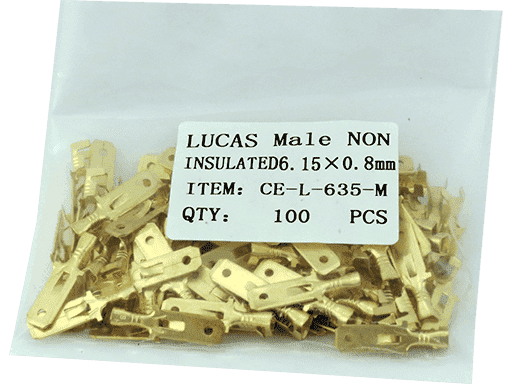 LUCAS Male NON
INSULATED6.15×0.8mm
ITEM: CE-L-635-M
QTY: 100 PCS